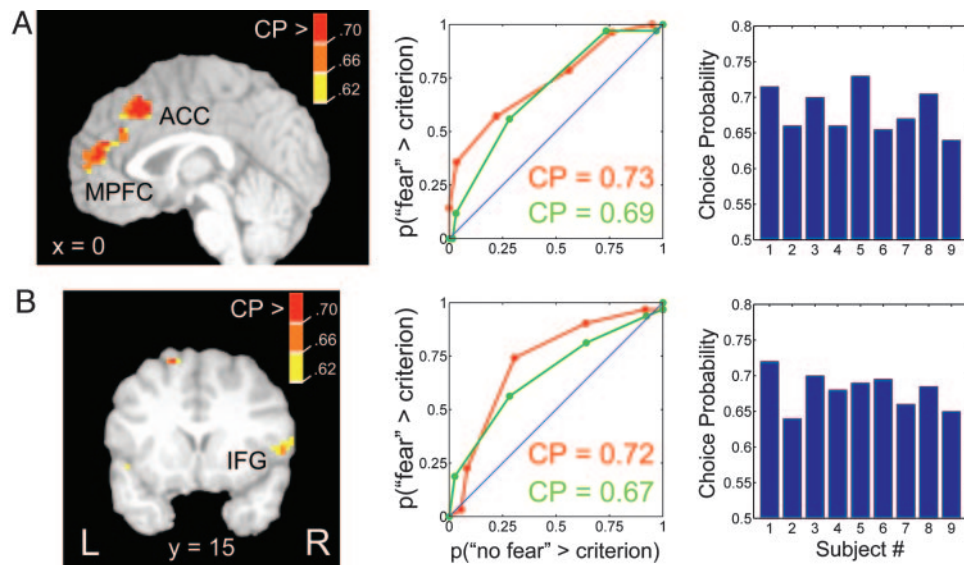 A
CP >
.70
.66
.62
ACC
MPFC
x = 0
p("fear" > criterion)
1
0.75
0.5
0.25
0
CP = 0.73
CP = 0.69
0.25
0.5
0.75
1
Choice Probability
0.8
0.75
0.7
0.65
0.6
0.55
0.5
1 2 3 4 5 6 7 8 9
B
CP >
.70
.66
.62
IFG
L
y = 15
R
p("fear" > criterion)
1
0.75
0.5
0.25
0
CP = 0.72
CP = 0.67
0 0.25 0.5 0.75 1
p("no fear" > criterion)
Choice Probability
0.8
0.75
0.7
0.65
0.6
0.55
0.5
1 2 3 4 5 6 7 8 9
Subject #